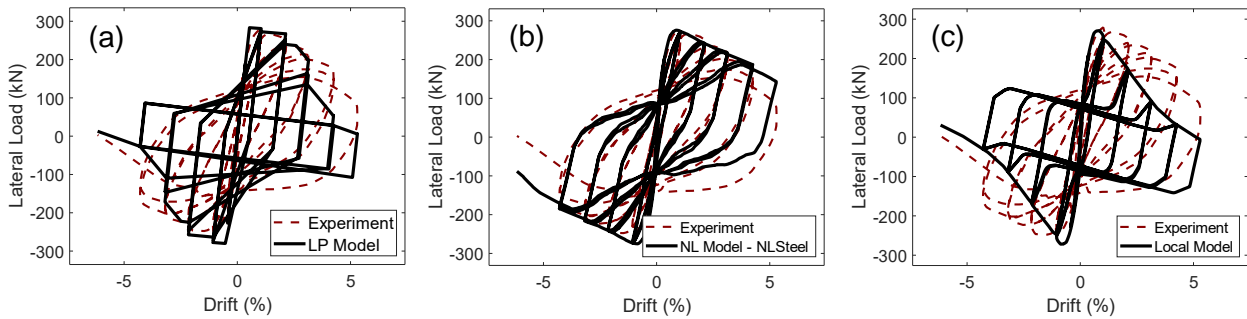 (a)
Lateral Load (kN)
300
200
100
0
-100
-200
-300
-5
0
5
Drift (%)
Experiment
LP Model
(b)
Lateral Load (kN)
300
200
100
0
-100
-200
-300
-5
0
5
Drift (%)
Experiment
NL Model - NLSteel
(c)
Lateral Load (kN)
300
200
100
0
-100
-200
-300
-5
0
5
Drift (%)
Experiment
Local Model